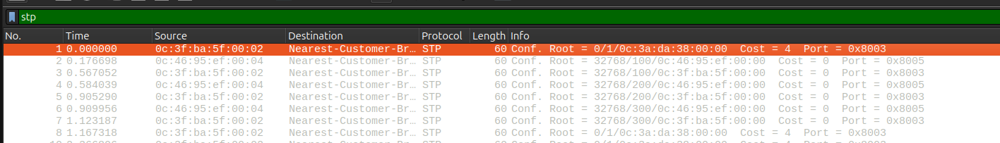 stp
No. Time Source Destination Protocol Length Info
1 0.000000 0c:3f:ba:5f:00:02 Nearest-Customer-Br… STP 60 Conf. Root = 0/1/0c:3a:da:38:00:00 Cost = 4 Port = 0x8003
2 0.176698 0c:46:95:ef:00:04 Nearest-Customer-Br… STP 60 Conf. Root = 32768/100/0c:46:95:ef:00:00 Cost = 0 Port = 0x8005
3 0.567052 0c:3f:ba:5f:00:02 Nearest-Customer-Br… STP 60 Conf. Root = 32768/100/0c:3f:ba:5f:00:00 Cost = 0 Port = 0x8003
4 0.584039 0c:46:95:ef:00:04 Nearest-Customer-Br… STP 60 Conf. Root = 32768/200/0c:46:95:ef:00:00 Cost = 0 Port = 0x8005
5 0.905290 0c:3f:ba:5f:00:02 Nearest-Customer-Br… STP 60 Conf. Root = 32768/200/0c:3f:ba:5f:00:00 Cost = 0 Port = 0x8003
6 0.909956 0c:46:95:ef:00:04 Nearest-Customer-Br… STP 60 Conf. Root = 32768/300/0c:46:95:ef:00:00 Cost = 0 Port = 0x8005
7 1.123187 0c:3f:ba:5f:00:02 Nearest-Customer-Br… STP 60 Conf. Root = 32768/300/0c:3f:ba:5f:00:00 Cost = 0 Port = 0x8003
8 1.167318 0c:3f:ba:5f:00:02 Nearest-Customer-Br… STP 60 Conf. Root = 0/1/0c:3a:da:38:00:00 Cost = 4 Port = 0x8003